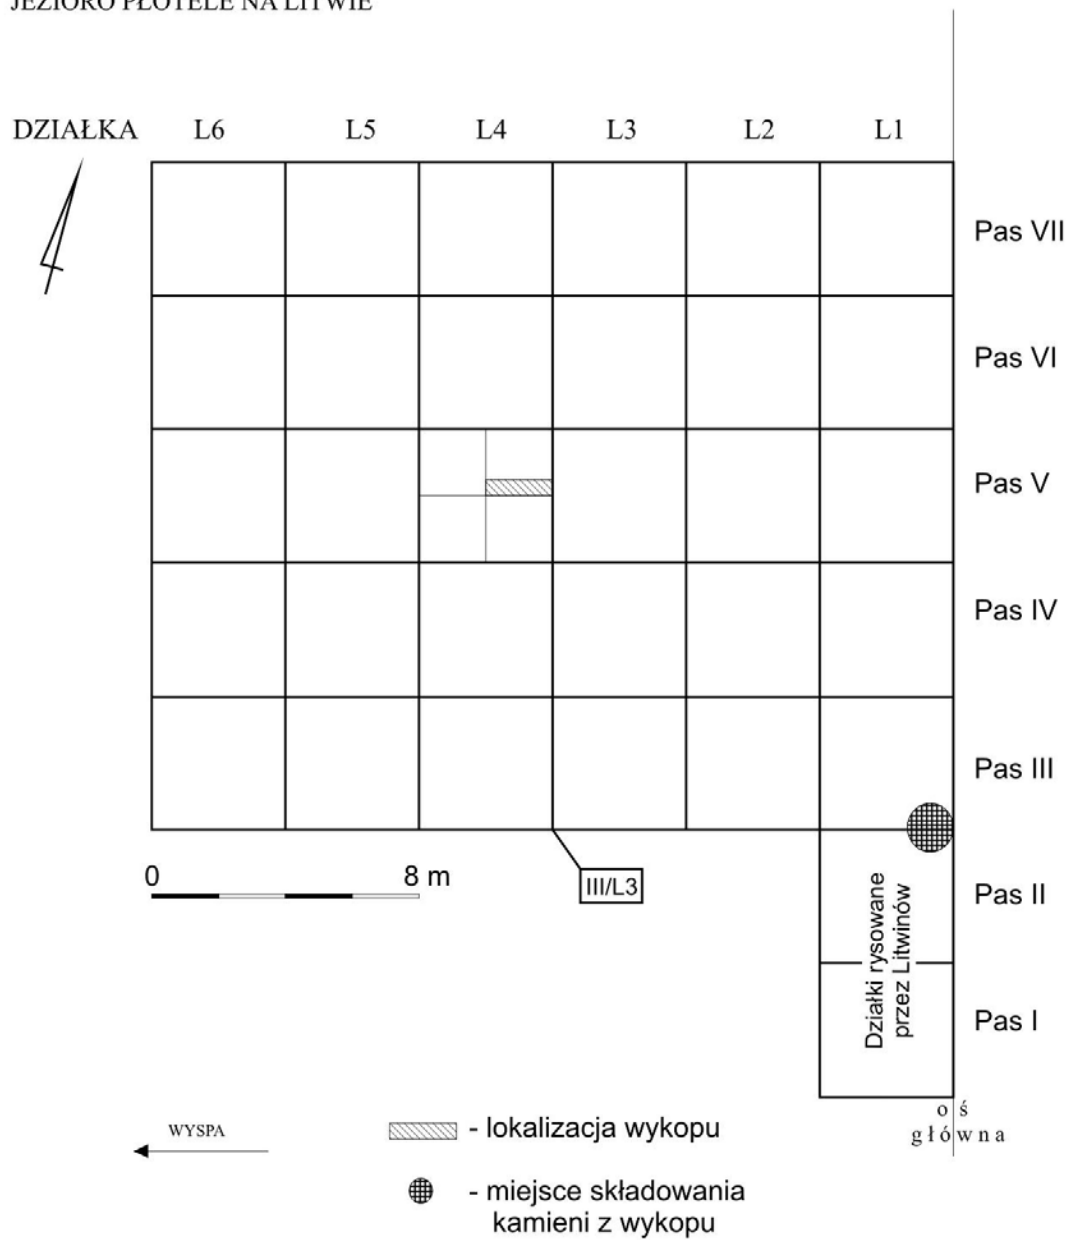 JEZIORO PŁOTELE NA LITWIE
DZIAŁKA L6 L5 L4 L3 L2 L1
Pas VII
Pas VI
Pas V
Pas IV
Pas III
0 8 m
III/L3
Pas II
Działki rysowane
przez Litwinów
Pas I
oś
główna
WYSPA
- lokalizacja wykopu
- miejsce składowania
kamieni z wykopu